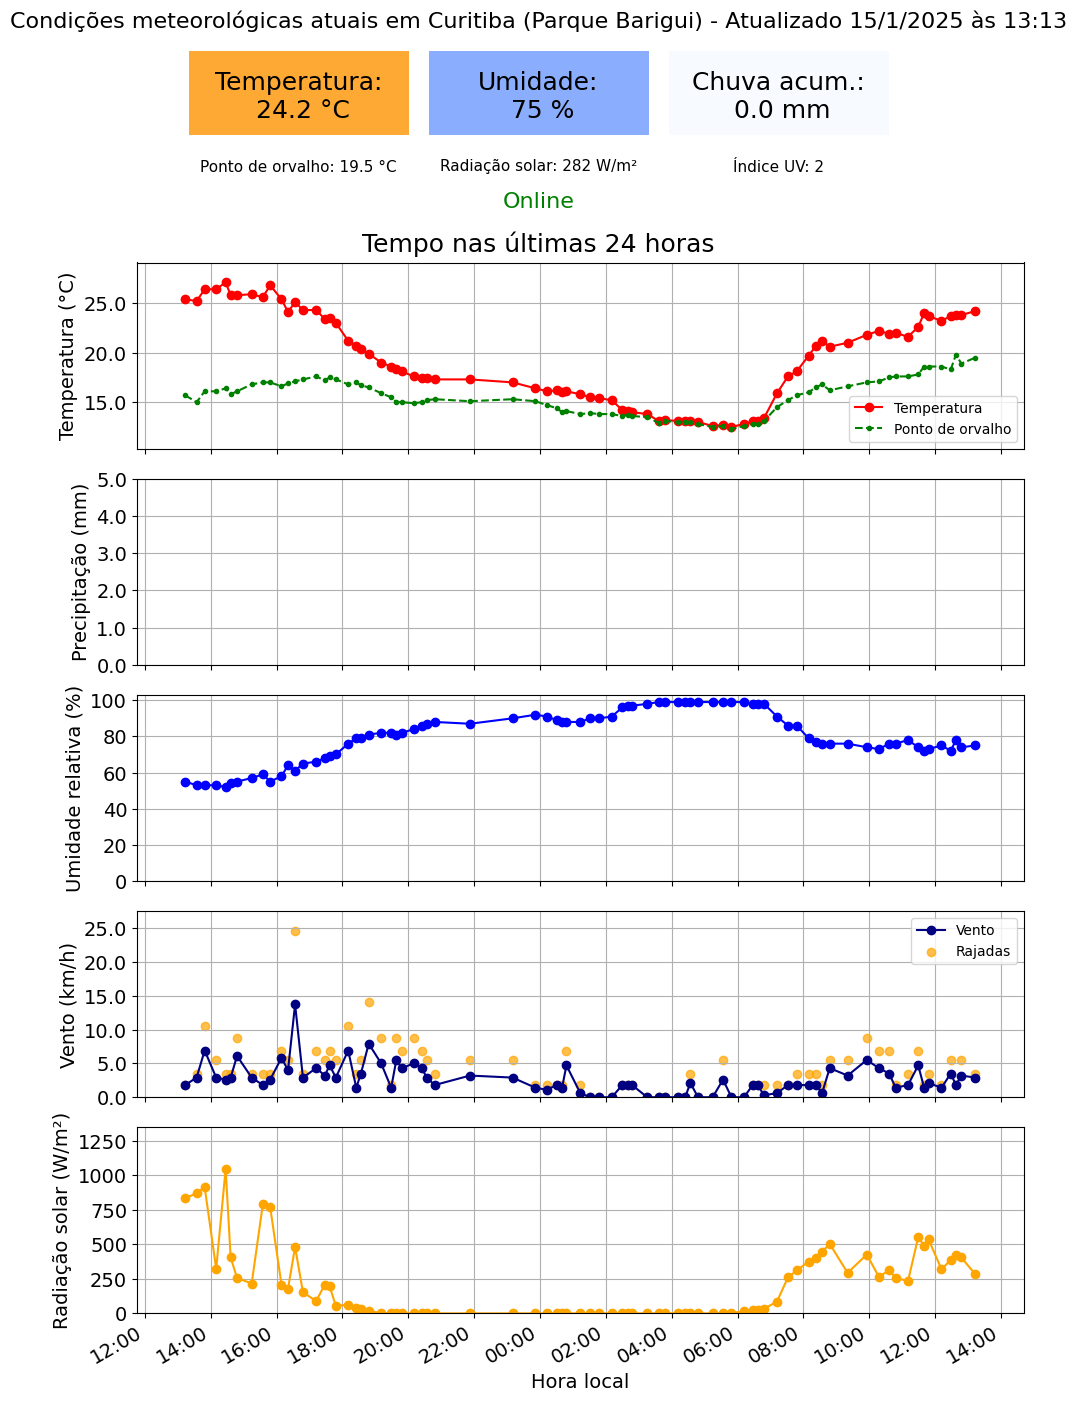 Condições meteorológicas atuais em Curitiba (Parque Barigui) - Atualizado 15/1/2025 às 13:13
Temperatura:
24.2 °C
Umidade:
75 %
Chuva acum.:
0.0 mm
Ponto de orvalho: 19.5 °C
Radiação solar: 282 W/m²
Índice UV: 2
Online
Tempo nas últimas 24 horas
Temperatura (°C)
25.0
20.0
15.0
Temperatura
Ponto de orvalho
Precipitação (mm)
5.0
4.0
3.0
2.0
1.0
0.0
Umidade relativa (%)
100
80
60
40
20
0
Vento (km/h)
25.0
20.0
15.0
10.0
5.0
0.0
Vento
Rajadas
Radiação solar (W/m²)
1250
1000
750
500
250
0
12:00
14:00
16:00
18:00
20:00
22:00
00:00
02:00
04:00
06:00
08:00
10:00
12:00
14:00
Hora local